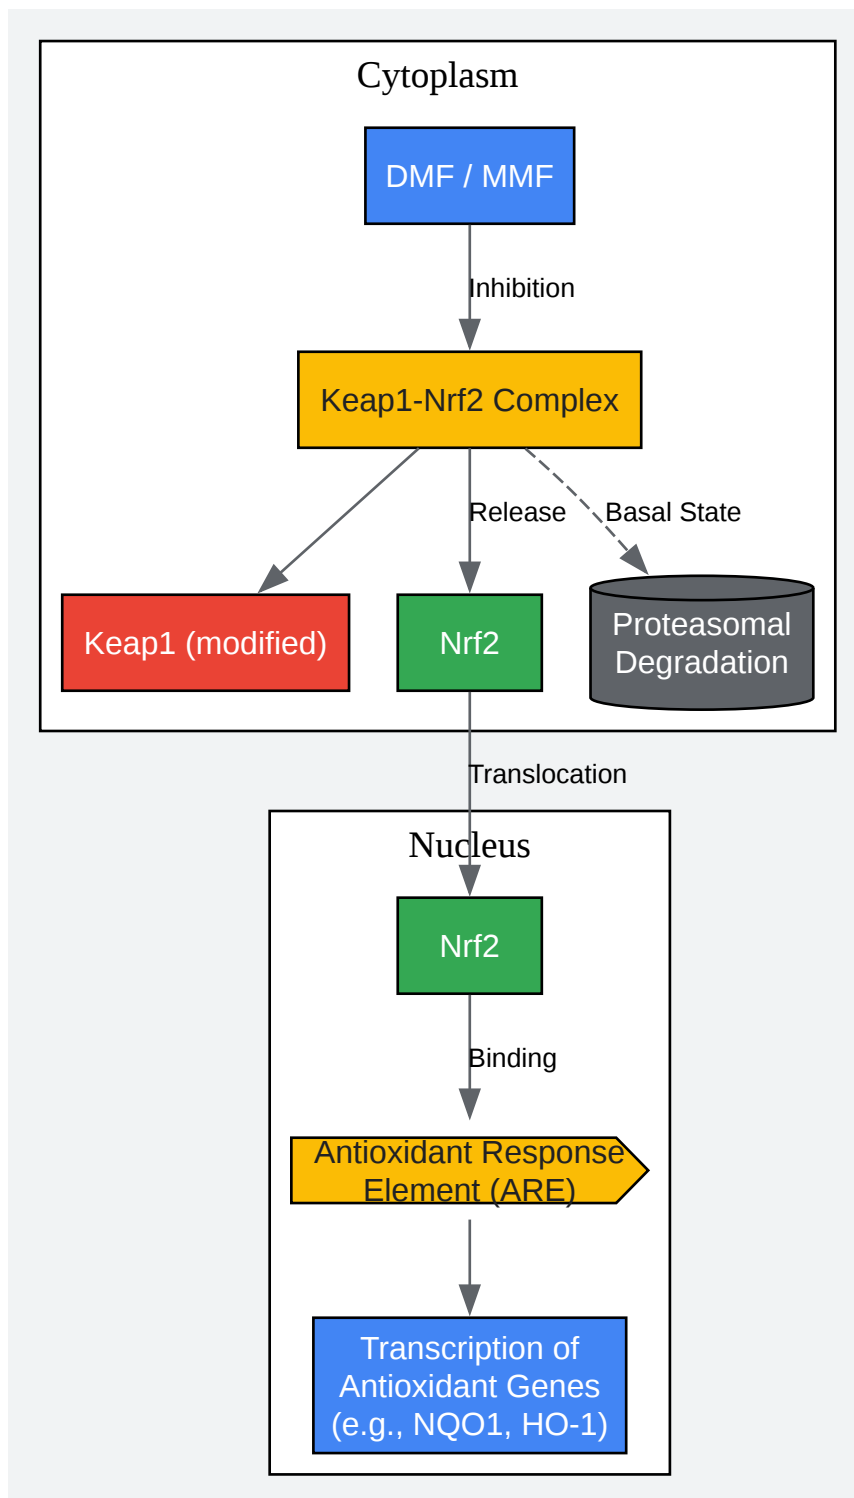 Cytoplasm
DMF / MMF
Inhibition
Keap1-Nrf2 Complex
Release
Basal State
Keap1 (modified)
Nrf2
Proteasomal
Degradation
Translocation
Nucleus
Nrf2
Binding
Antioxidant Response
Element (ARE)
Transcription of
Antioxidant Genes
(e.g., NQO1, HO-1)